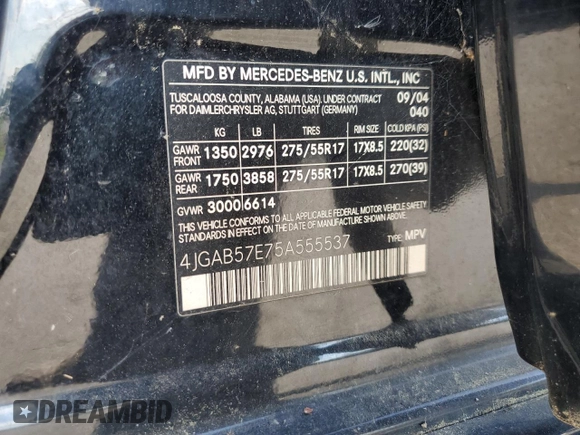 MFD BY MERCEDES-BENZ U.S. INTL., INC
TUSCALOOSA COUNTY, ALABAMA (USA). UNDER CONTRACT 09/04
FOR DAIMLERCHRYSLER AG, STUTTGART (GERMANY) 040
KG LB TIRES RIM SIZE COLD KPA (PSI)
GAWR FRONT 1350 2976 275/55R17 17X8.5 220(32)
GAWR REAR 1750 3858 275/55R17 17X8.5 270(39)
GVWR 3000 6614
THIS VEHICLE CONFORMS TO ALL APPLICABLE FEDERAL MOTOR VEHICLE SAFETY
STANDARDS IN EFFECT ON THE DATE OF MANUFACTURE SHOWN ABOVE.
4JGAB57E75A555537 TYPE: MPV
DREAMBID